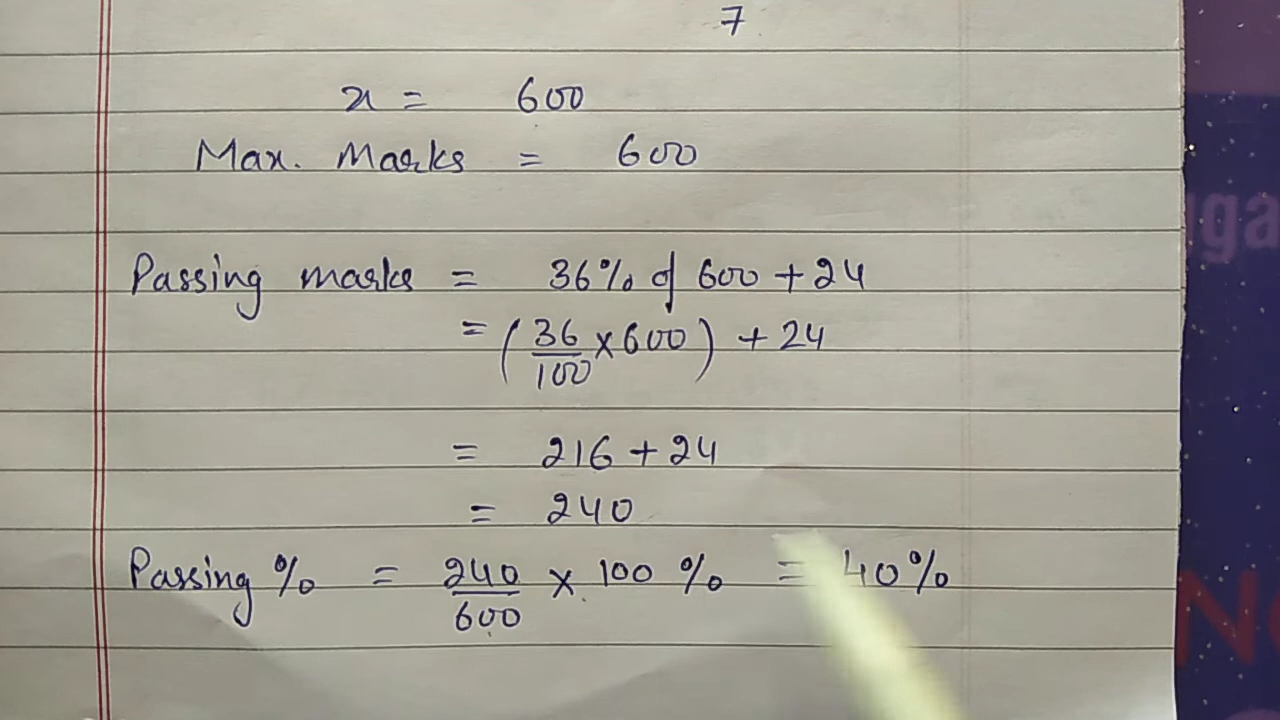 7
x = 600
Max. Marks = 600
Passing marks = 36% of 600 + 24
= (36/100 × 600) + 24
= 216 + 24
= 240
Passing % = 240/600 × 100 % = 40%